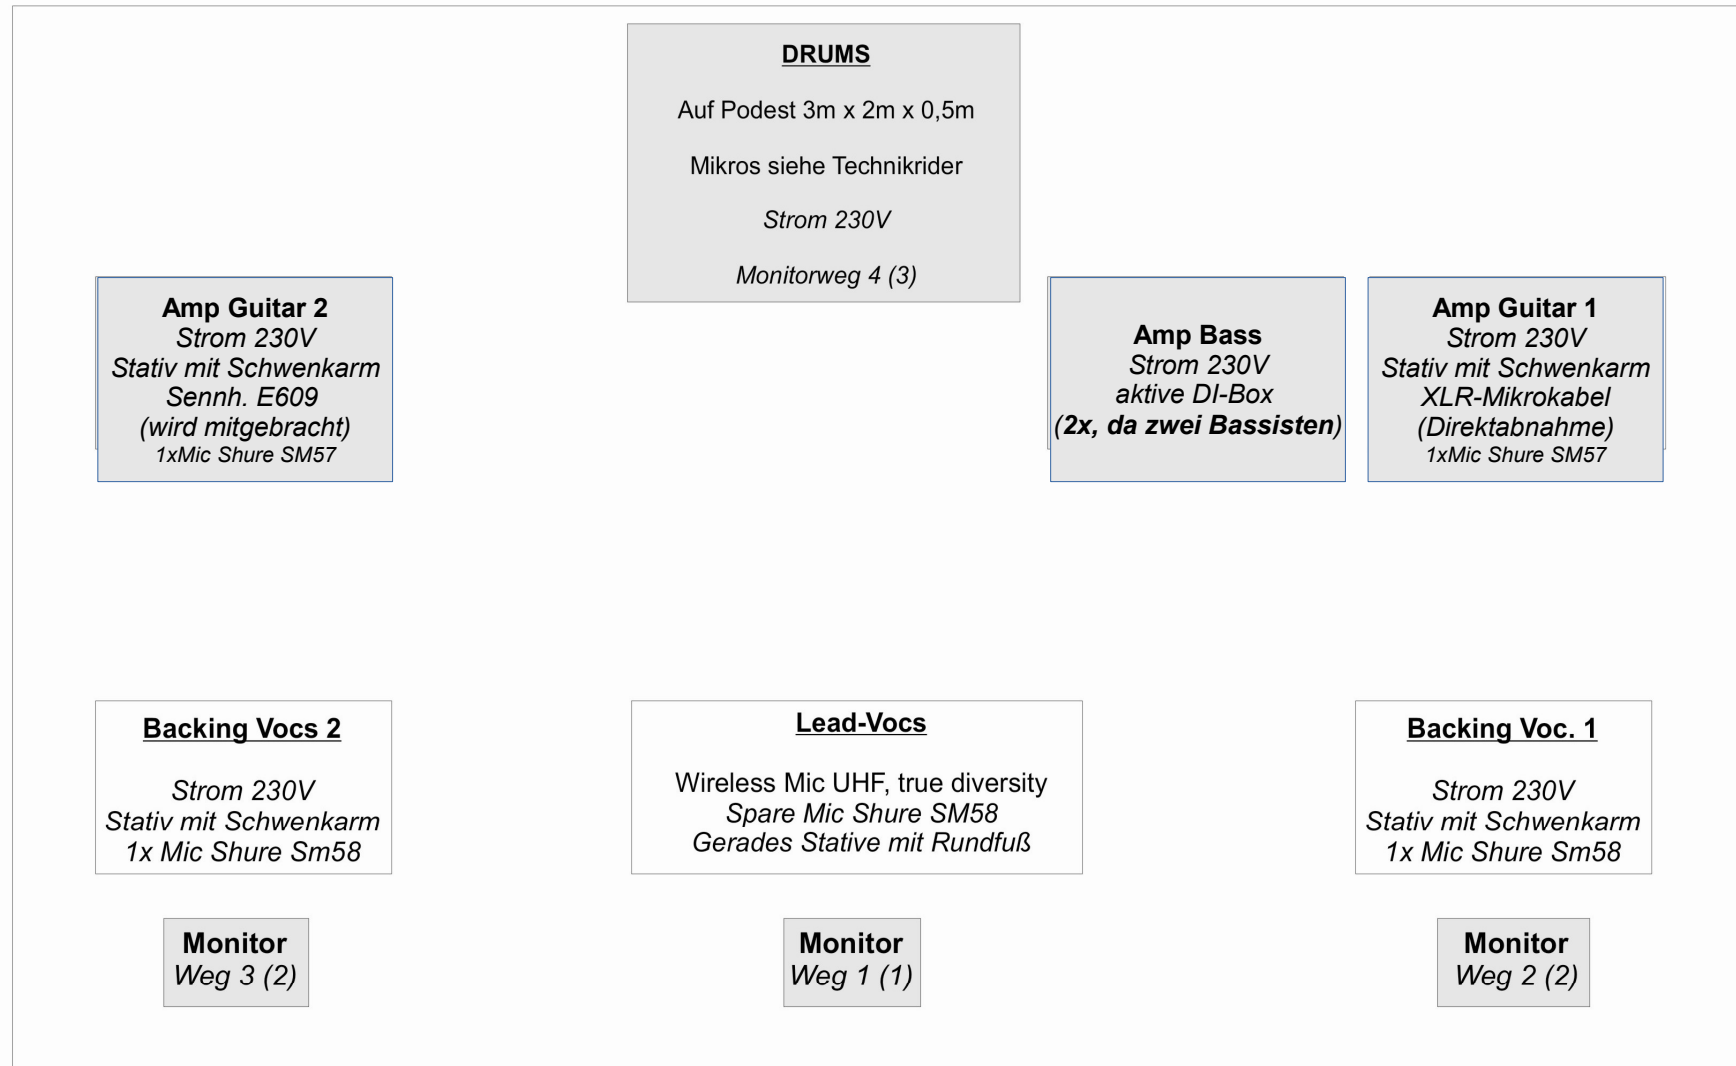 DRUMS
Auf Podest 3m x 2m x 0,5m
Mikros siehe Technikrider
Strom 230V
Monitorweg 4 (3)
Amp Guitar 2
Strom 230V
Stativ mit Schwenkarm
Sennh. E609
(wird mitgebracht)
1xMic Shure SM57
Amp Bass
Strom 230V
aktive DI-Box
(2x, da zwei Bassisten)
Amp Guitar 1
Strom 230V
Stativ mit Schwenkarm
XLR-Mikrokabel
(Direktabnahme)
1xMic Shure SM57
Backing Vocs 2
Strom 230V
Stativ mit Schwenkarm
1x Mic Shure Sm58
Lead-Vocs
Wireless Mic UHF, true diversity
Spare Mic Shure SM58
Gerades Stative mit Rundfuß
Backing Voc. 1
Strom 230V
Stativ mit Schwenkarm
1x Mic Shure Sm58
Monitor
Weg 3 (2)
Monitor
Weg 1 (1)
Monitor
Weg 2 (2)